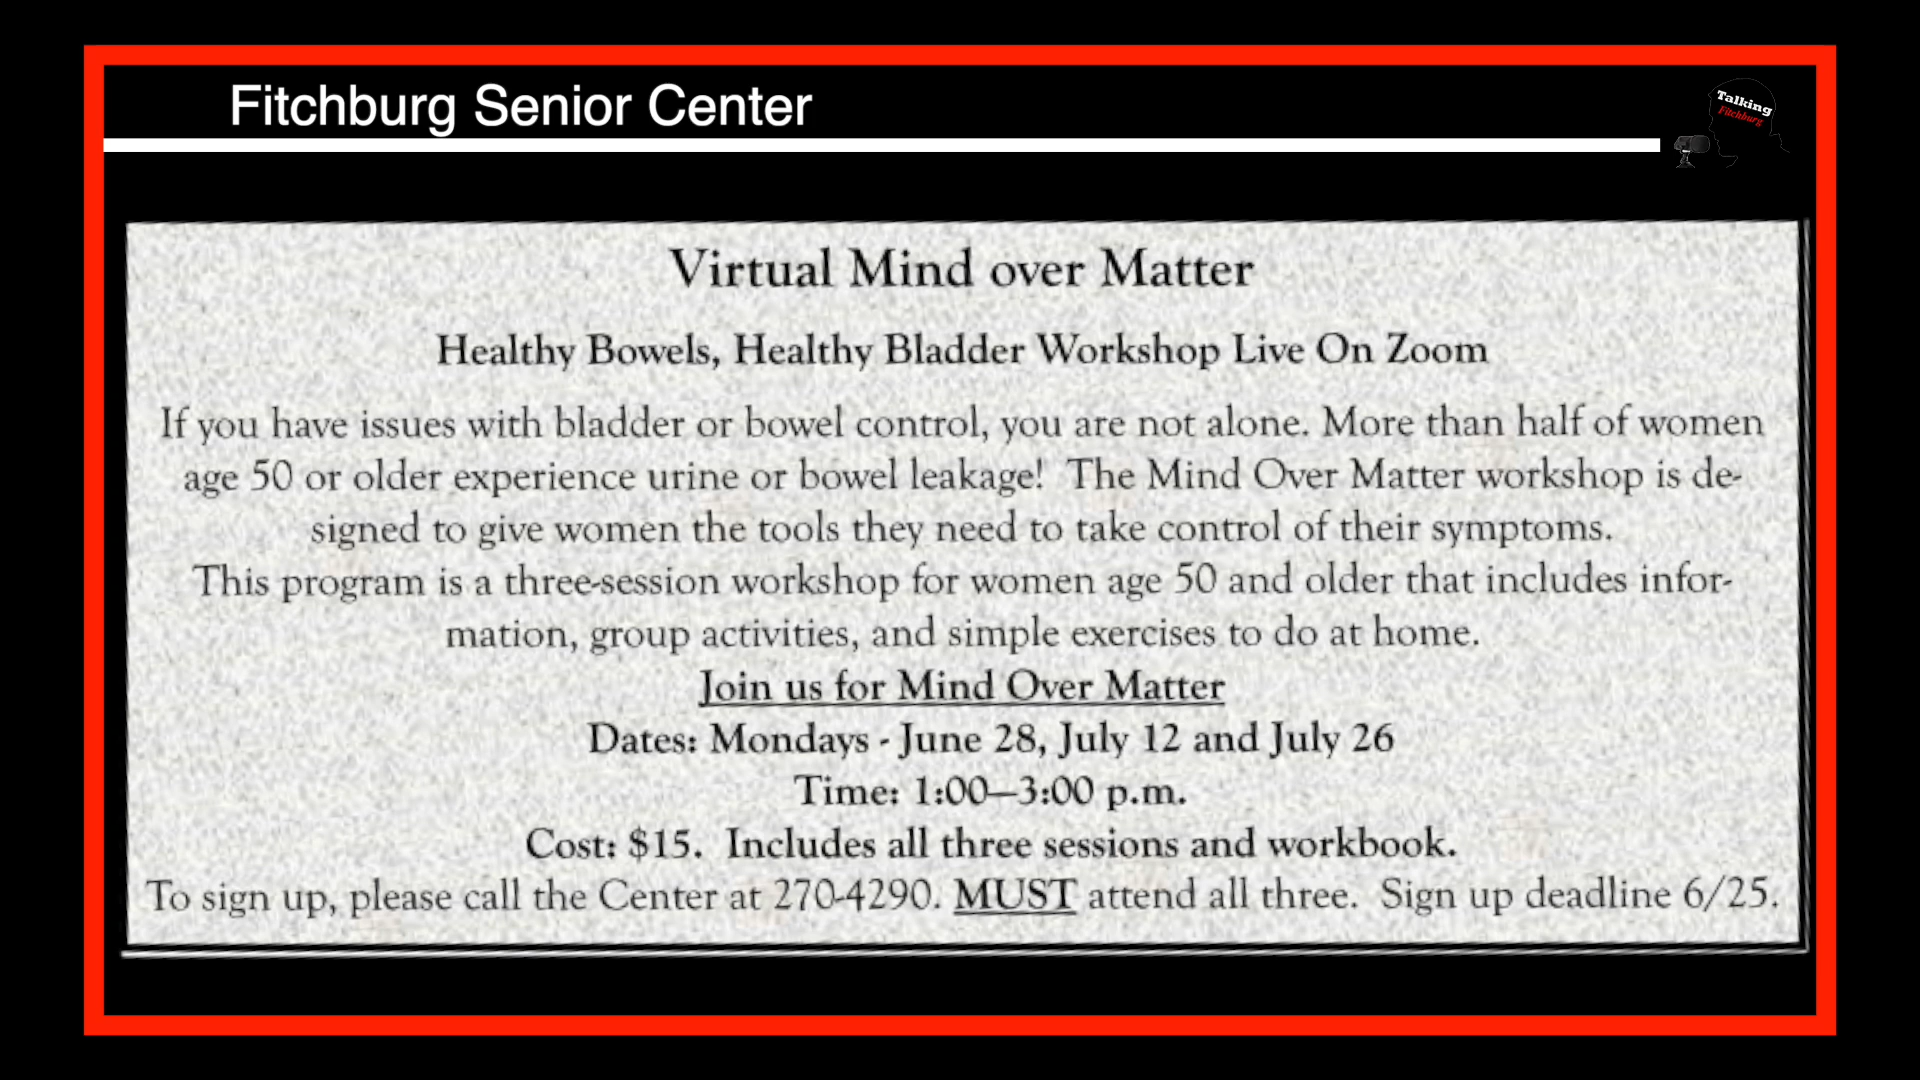 Fitchburg Senior Center
Talking
Fitchburg
Virtual Mind over Matter
Healthy Bowels, Healthy Bladder Workshop Live On Zoom
If you have issues with bladder or bowel control, you are not alone. More than half of women
age 50 or older experience urine or bowel leakage!  The Mind Over Matter workshop is de-
signed to give women the tools they need to take control of their symptoms.
This program is a three-session workshop for women age 50 and older that includes infor-
mation, group activities, and simple exercises to do at home.
Join us for Mind Over Matter
Dates: Mondays - June 28, July 12 and July 26
Time: 1:00—3:00 p.m.
Cost: $15.  Includes all three sessions and workbook.
To sign up, please call the Center at 270-4290. MUST attend all three.  Sign up deadline 6/25.